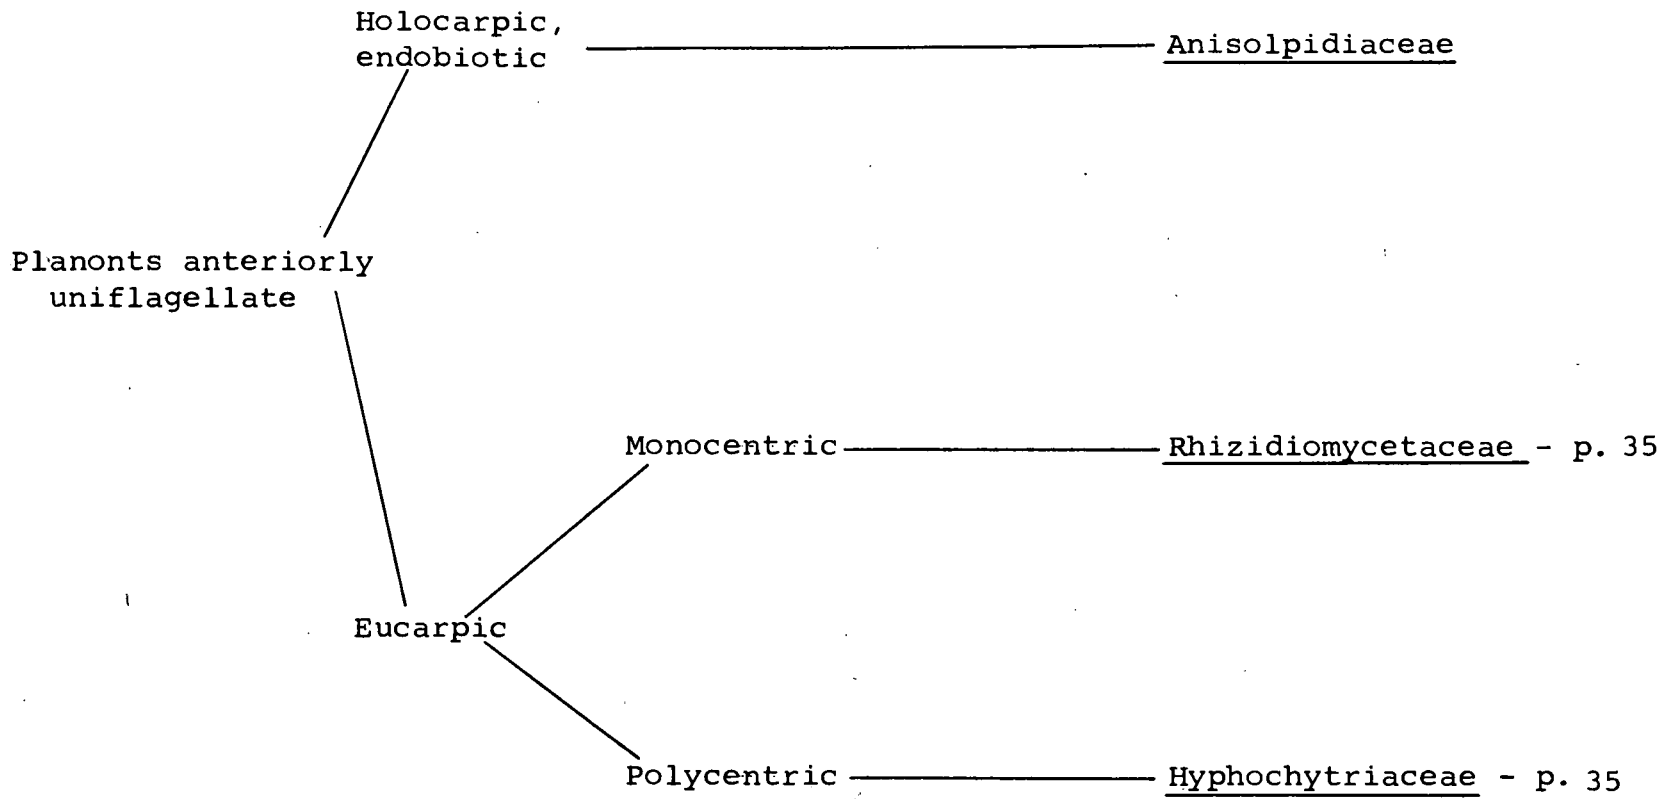 Holocarpic,
endobiotic
Anisolpidiaceae
Planonts anteriorly
uniflagellate
Monocentric
Rhizidiomycetaceae - p. 35
Eucarpic
Polycentric
Hyphochytriaceae - p. 35